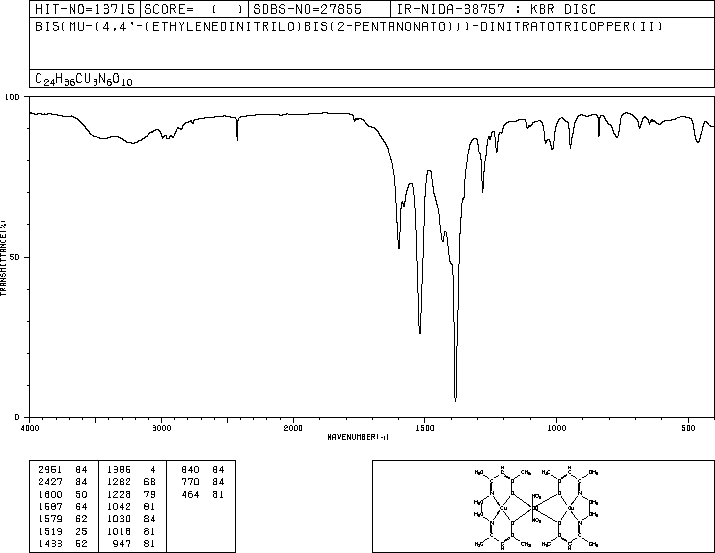 HIT-NO=13715 SCORE= ( ) SDBS-NO=27855 IR-NIDA-38757 : KBR DISC
BIS(MU-(4,4'-(ETHYLENEDINITRILO)BIS(2-PENTANONATO)))-DINITRATOTRICOPPER(II)
C24H36CU3N6O10
100
50
0
TRANSMITTANCE(%)
4000 3000 2000 1500 1000 500
WAVENUMBER(-1)
2961 84 1386 4 840 84
2427 84 1282 68 770 84
1600 50 1228 79 464 81
1587 64 1042 81
1579 62 1030 84
1519 25 1018 81
1433 52 947 81